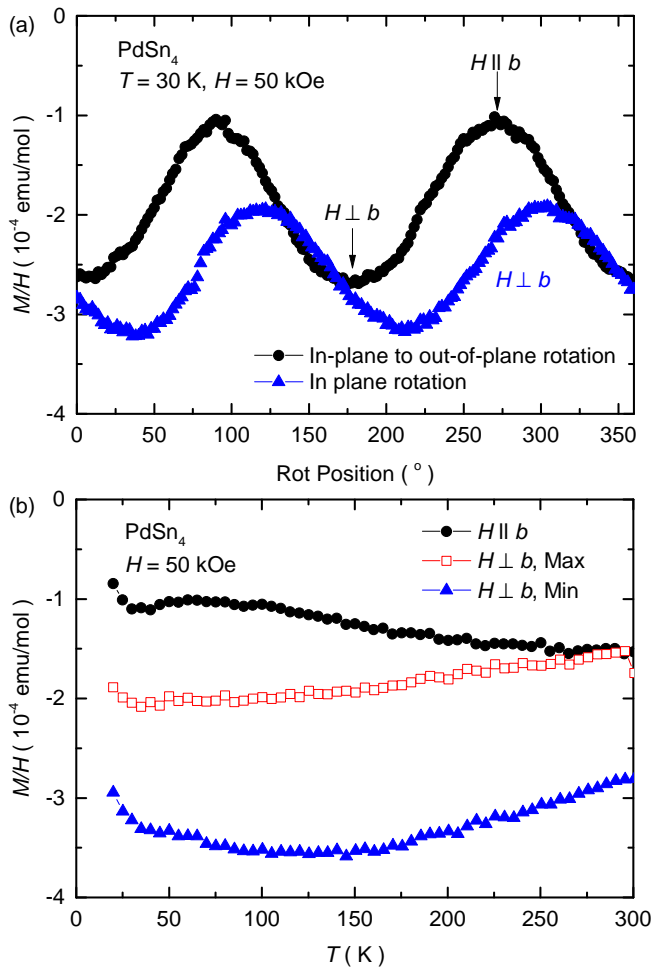 (a)
0
-1
-2
-3
-4
M/H ( 10⁻⁴ emu/mol)
PdSn₄
T = 30 K, H = 50 kOe
H || b
H ⊥ b
H ⊥ b
In-plane to out-of-plane rotation
In plane rotation
0 50 100 150 200 250 300 350
Rot Position ( ° )
(b)
0
-1
-2
-3
-4
M/H ( 10⁻⁴ emu/mol)
PdSn₄
H = 50 kOe
H || b
H ⊥ b, Max
H ⊥ b, Min
0 50 100 150 200 250 300
T ( K )